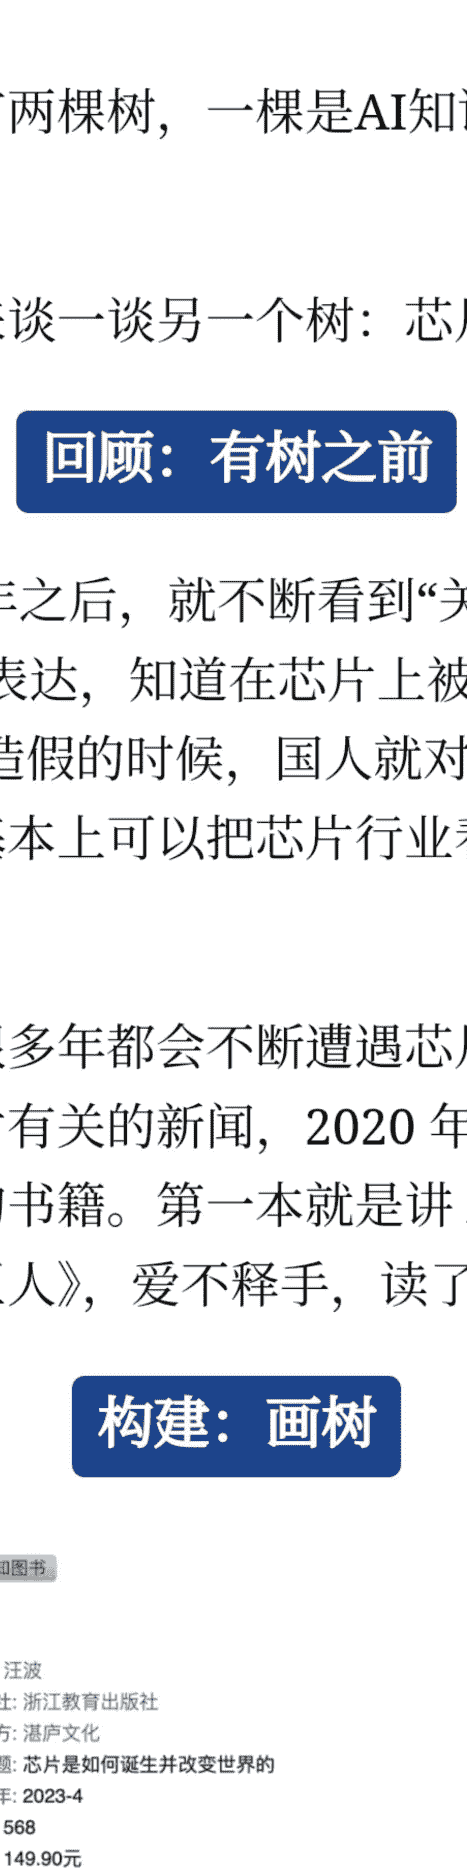 两棵树，一棵是AI知
谈一谈另一个树：芯
回顾：有树之前
年之后，就不断看到“关
表达，知道在芯片上被
造假的时候，国人就对
本上可以把芯片行业
多年都会不断遭遇芯片
有关的新闻，2020 年
书籍。第一本就是讲
人》，爱不释手，读了
构建：画树
知图书
汪波
社: 浙江教育出版社
方: 湛庐文化
题: 芯片是如何诞生并改变世界的
年: 2023-4
568
149.90元